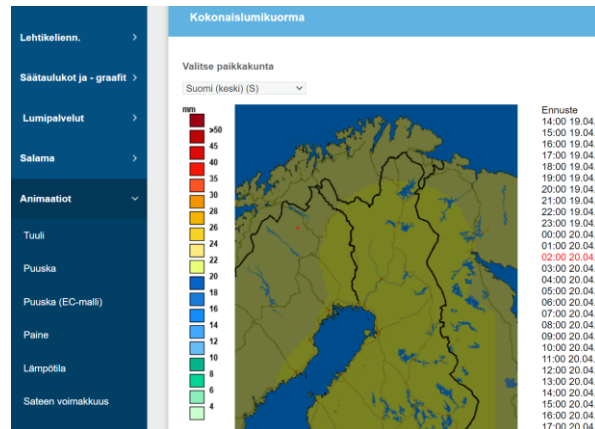 Kokonaislumikuorma
Lehtikelienn.
Säätaulukot ja - graafit
Lumipalvelut
Salama
Animaatiot
Tuuli
Puuska
Puuska (EC-malli)
Paine
Lämpötila
Sateen voimakkuus
Valitse paikkakunta
Suomi (keski) (S)
mm
>50
45
40
35
30
28
26
24
22
20
18
16
14
12
10
8
6
4
Ennuste
14:00 19.04.
15:00 19.04.
16:00 19.04.
17:00 19.04.
18:00 19.04.
19:00 19.04.
20:00 19.04.
21:00 19.04.
22:00 19.04.
23:00 19.04.
00:00 20.04.
01:00 20.04.
02:00 20.04.
03:00 20.04.
04:00 20.04.
05:00 20.04.
06:00 20.04.
07:00 20.04.
08:00 20.04.
09:00 20.04.
10:00 20.04.
11:00 20.04.
12:00 20.04.
13:00 20.04.
14:00 20.04.
15:00 20.04.
16:00 20.04.
17:00 20.04.